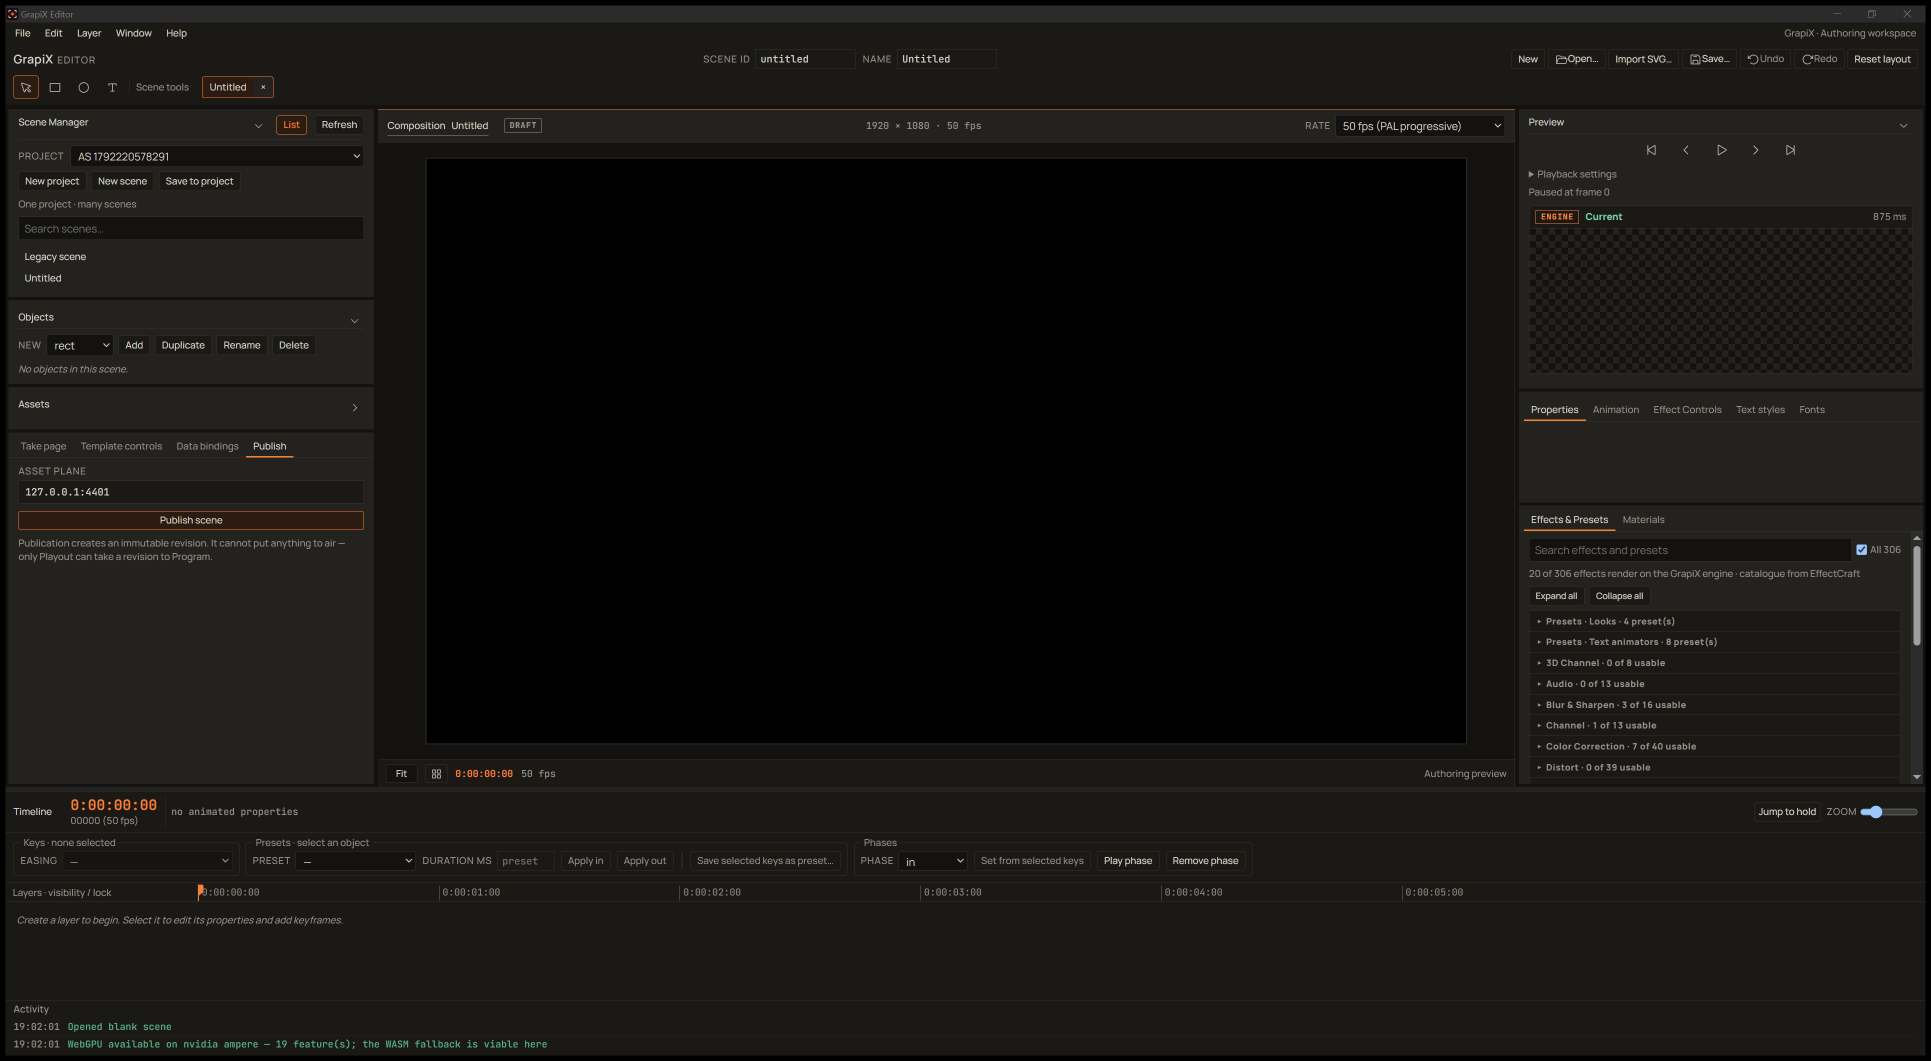 GrapiX Editor
File Edit Layer Window Help
GrapiX · Authoring workspace
GrapiX EDITOR
SCENE ID untitled NAME Untitled
New Open... Import SVG... Save... Undo Redo Reset layout
T Scene tools Untitled ×
Scene Manager
List Refresh
PROJECT AS 1792220578291
New project New scene Save to project
One project · many scenes
Search scenes...
Legacy scene
Untitled
Objects
NEW rect Add Duplicate Rename Delete
No objects in this scene.
Assets
Take page Template controls Data bindings Publish
ASSET PLANE
127.0.0.1:4401
Publish scene
Publication creates an immutable revision. It cannot put anything to air —
only Playout can take a revision to Program.
Composition Untitled DRAFT
1920 × 1080 · 50 fps
RATE 50 fps (PAL progressive)
Fit 0:00:00:00 50 fps
Authoring preview
Preview
Playback settings
Paused at frame 0
ENGINE Current 875 ms
Properties Animation Effect Controls Text styles Fonts
Effects & Presets Materials
Search effects and presets All 306
20 of 306 effects render on the GrapiX engine · catalogue from EffectCraft
Expand all Collapse all
Presets · Looks · 4 preset(s)
Presets · Text animators · 8 preset(s)
3D Channel · 0 of 8 usable
Audio · 0 of 13 usable
Blur & Sharpen · 3 of 16 usable
Channel · 1 of 13 usable
Color Correction · 7 of 40 usable
Distort · 0 of 39 usable
Timeline 0:00:00:00 no animated properties
00000 (50 fps)
Jump to hold ZOOM
Keys · none selected
EASING —
Presets · select an object
PRESET — DURATION MS preset Apply in Apply out Save selected keys as preset...
Phases
PHASE in Set from selected keys Play phase Remove phase
Layers · visibility / lock 0:00:00:00 0:00:01:00 0:00:02:00 0:00:03:00 0:00:04:00 0:00:05:00
Create a layer to begin. Select it to edit its properties and add keyframes.
Activity
19:02:01 Opened blank scene
19:02:01 WebGPU available on nvidia ampere — 19 feature(s); the WASM fallback is viable here